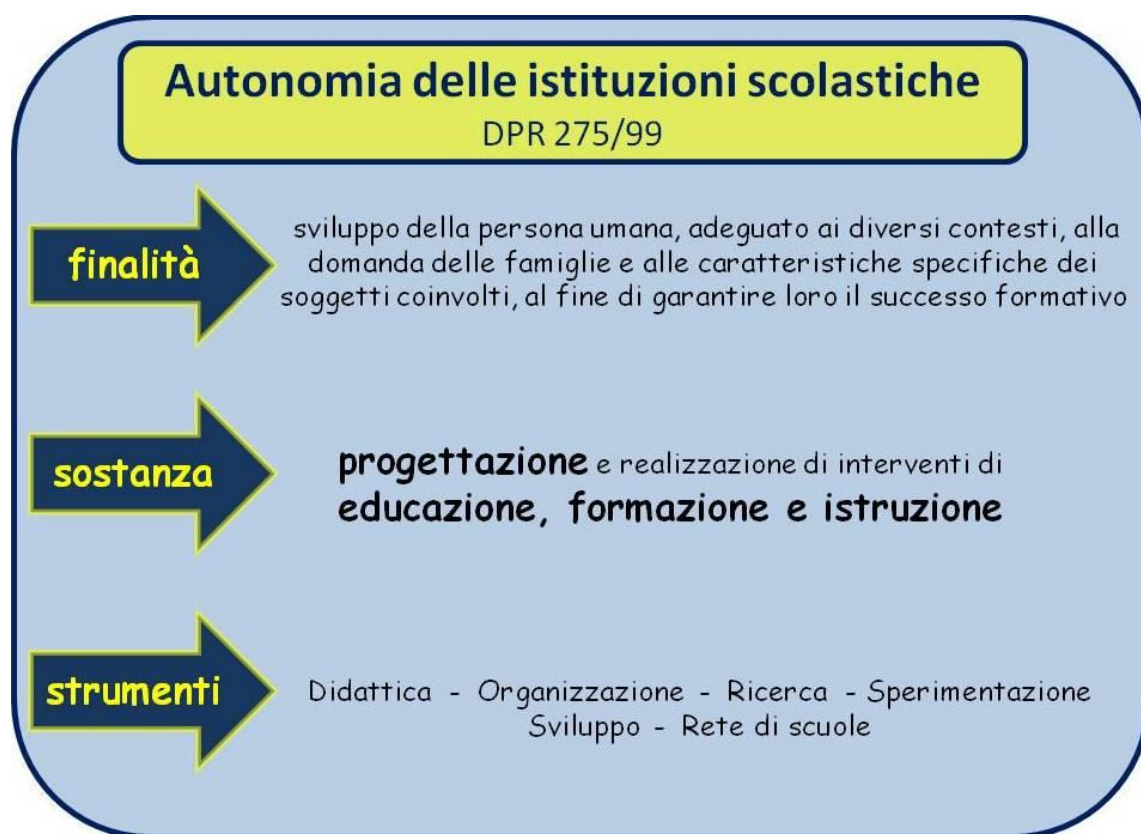 Autonomia delle istituzioni scolastiche
DPR 275/99
finalità
sviluppo della persona umana, adeguato ai diversi contesti, alla
domanda delle famiglie e alle caratteristiche specifiche dei
soggetti coinvolti, al fine di garantire loro il successo formativo
sostanza
progettazione e realizzazione di interventi di
educazione, formazione e istruzione
strumenti
Didattica - Organizzazione - Ricerca - Sperimentazione
Sviluppo - Rete di scuole